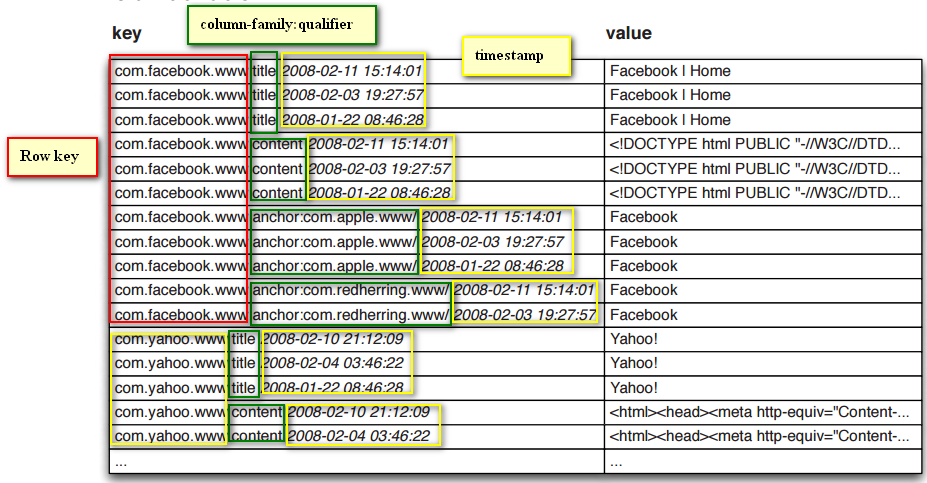 column-family:qualifier
key
value
timestamp
com.facebook.www title 2008-02-11 15:14:01 Facebook | Home
com.facebook.www title 2008-02-03 19:27:57 Facebook | Home
com.facebook.www title 2008-01-22 08:46:28 Facebook | Home
Row key
com.facebook.www content 2008-02-11 15:14:01 <!DOCTYPE html PUBLIC "-//W3C//DTD...
com.facebook.www content 2008-02-03 19:27:57 <!DOCTYPE html PUBLIC "-//W3C//DTD...
com.facebook.www content 2008-01-22 08:46:28 <!DOCTYPE html PUBLIC "-//W3C//DTD...
com.facebook.www anchor:com.apple.www/ 2008-02-11 15:14:01 Facebook
com.facebook.www anchor:com.apple.www/ 2008-02-03 19:27:57 Facebook
com.facebook.www anchor:com.apple.www/ 2008-01-22 08:46:28 Facebook
com.facebook.www anchor:com.redherring.www/ 2008-02-11 15:14:01 Facebook
com.facebook.www anchor:com.redherring.www/ 2008-02-03 19:27:57 Facebook
com.yahoo.www title 2008-02-10 21:12:09 Yahoo!
com.yahoo.www title 2008-02-04 03:46:22 Yahoo!
com.yahoo.www title 2008-01-22 08:46:28 Yahoo!
com.yahoo.www content 2008-02-10 21:12:09 <html><head><meta http-equiv="Content-...
com.yahoo.www content 2008-02-04 03:46:22 <html><head><meta http-equiv="Content-...
... ...